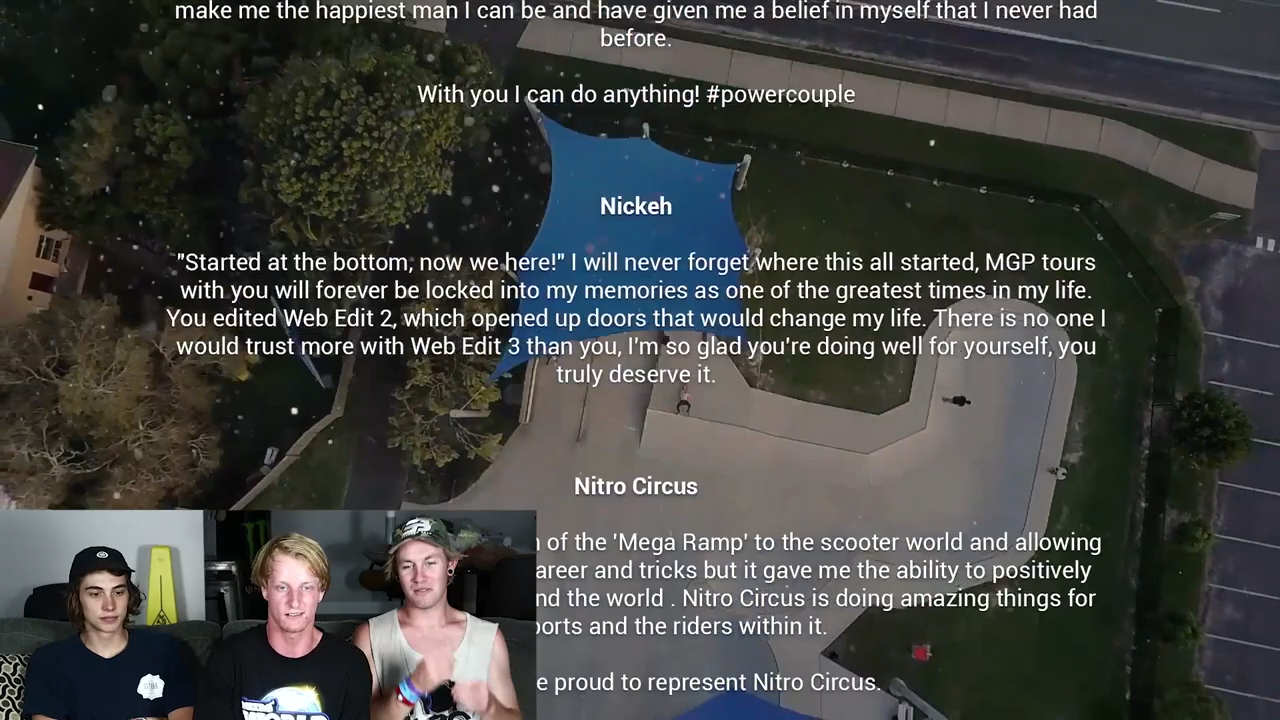 make me the happiest man I can be and have given me a belief in myself that I never had
before.
With you I can do anything! #powercouple
Nickeh
"Started at the bottom, now we here!" I will never forget where this all started, MGP tours
with you will forever be locked into my memories as one of the greatest times in my life.
You edited Web Edit 2, which opened up doors that would change my life. There is no one I
would trust more with Web Edit 3 than you, I'm so glad you're doing well for yourself, you
truly deserve it.
Nitro Circus
of the 'Mega Ramp' to the scooter world and allowing
and tricks but it gave me the ability to positively
the world . Nitro Circus is doing amazing things for
and the riders within it.
proud to represent Nitro Circus.
WORLD